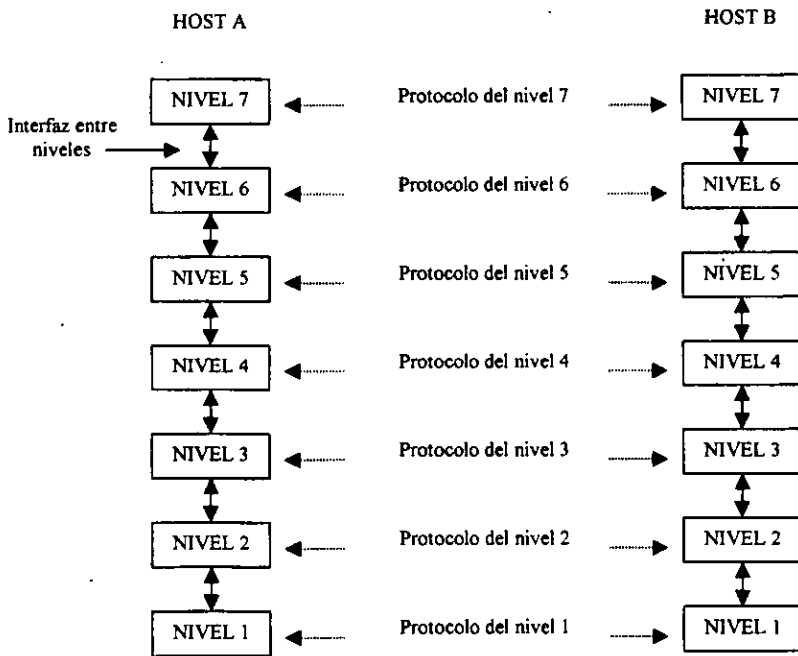 HOST A
HOST B
NIVEL 7
Protocolo del nivel 7
NIVEL 7
Interfaz entre
niveles
NIVEL 6
Protocolo del nivel 6
NIVEL 6
NIVEL 5
Protocolo del nivel 5
NIVEL 5
NIVEL 4
Protocolo del nivel 4
NIVEL 4
NIVEL 3
Protocolo del nivel 3
NIVEL 3
NIVEL 2
Protocolo del nivel 2
NIVEL 2
NIVEL 1
Protocolo del nivel 1
NIVEL 1